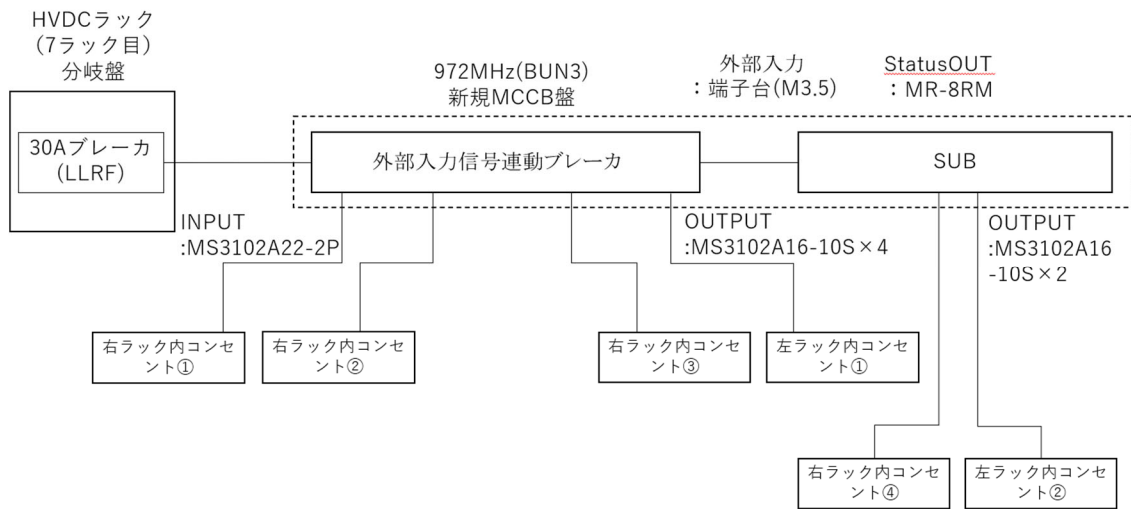 HVDCラック
(7ラック目)
分岐盤
30Aブレーカ
(LLRF)
972MHz(BUN3)
新規MCCB盤
外部入力
：端子台(M3.5)
StatusOUT
：MR-8RM
外部入力信号連動ブレーカ
SUB
INPUT
:MS3102A22-2P
OUTPUT
:MS3102A16-10S×4
OUTPUT
:MS3102A16
-10S×2
右ラック内コンセ
ント①
右ラック内コンセ
ント②
右ラック内コンセ
ント③
左ラック内コンセ
ント①
右ラック内コンセ
ント④
左ラック内コンセ
ント②